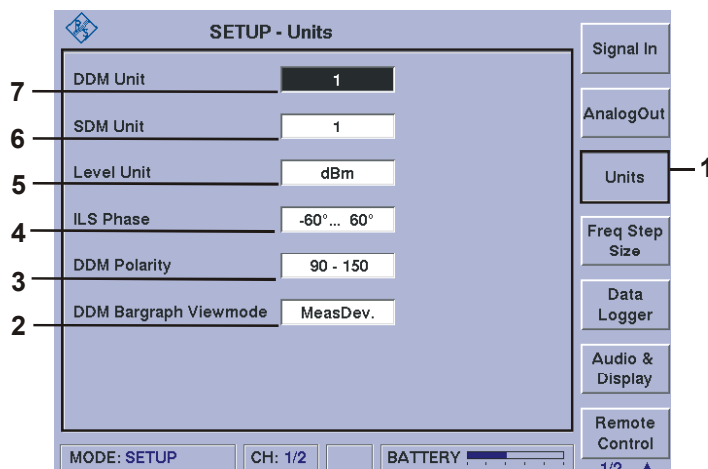 R S
SETUP - Units
Signal In
AnalogOut
Units
Freq Step
Size
Data
Logger
Audio &
Display
Remote
Control
1/2
1
7 DDM Unit 1
6 SDM Unit 1
5 Level Unit dBm
4 ILS Phase -60°... 60°
3 DDM Polarity 90 - 150
2 DDM Bargraph Viewmode MeasDev.
MODE: SETUP CH: 1/2 BATTERY